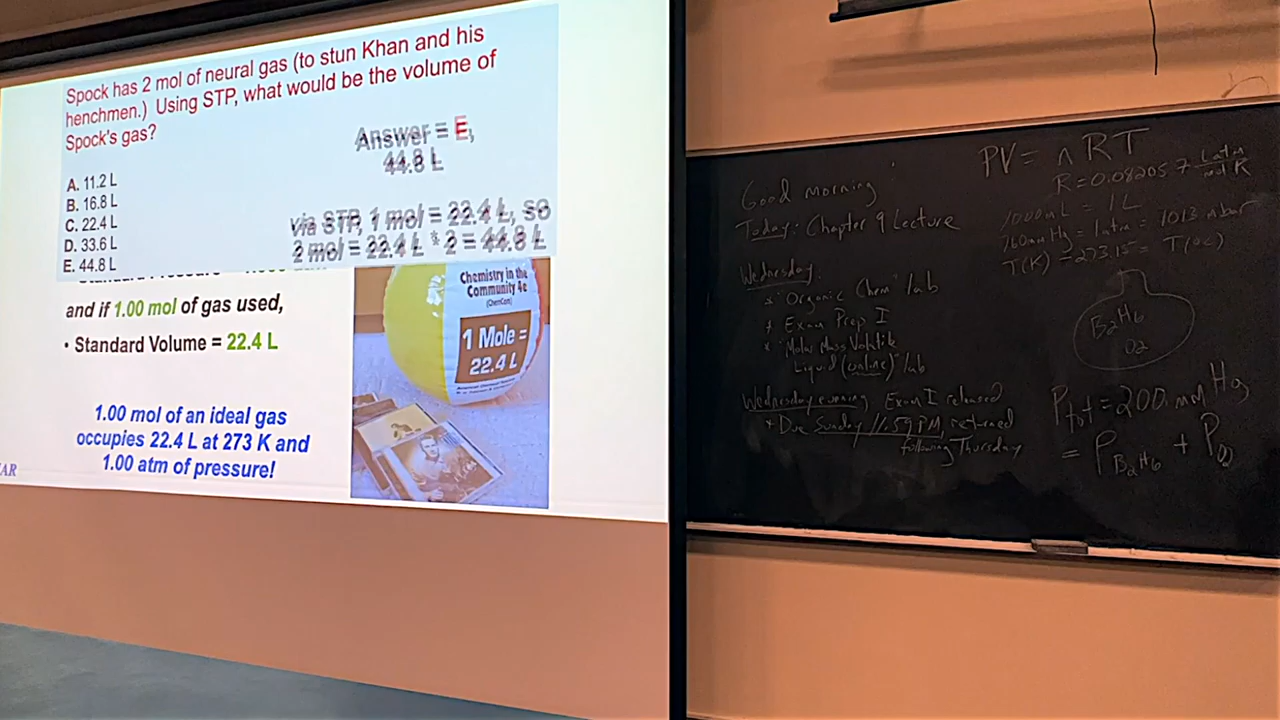 Spock has 2 mol of neural gas (to stun Khan and his
henchmen.) Using STP, what would be the volume of
Spock's gas?
Answer = E,
44.8 L
A. 11.2 L
B. 16.8 L
C. 22.4 L
D. 33.6 L
E. 44.8 L
via STP, 1 mol = 22.4 L, so
2 mol = 22.4 L * 2 = 44.8 L
and if 1.00 mol of gas used,
• Standard Volume = 22.4 L
1.00 mol of an ideal gas
occupies 22.4 L at 273 K and
1.00 atm of pressure!
AR
Chemistry in the
Community 4e
(ChemCom)
1 Mole =
22.4 L
Good morning
Today: Chapter 9 Lecture
Wednesday:
* "Organic Chem" lab
* Exam Prep I
* "Molar Mass Volatile
Liquid (online)" lab
Wednesday evening Exam I released
* Due Sunday 11:59 PM, returned
following Thursday
PV = nRT
R = 0.082057 L atm
mol K
1000 mL = 1 L
760 mm Hg = 1 atm = 1013 mbar
T(K) = 273.15 T(°C)
B2H6
O2
Ptot = 200. mm Hg
= PB2H6 + PO2